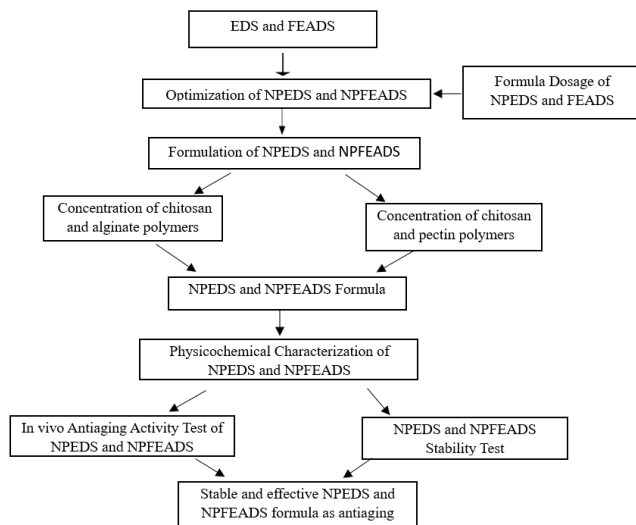 EDS and FEADS
Optimization of NPEDS and NPFEADS
Formula Dosage of
NPEDS and FEADS
Formulation of NPEDS and NPFEADS
Concentration of chitosan
and alginate polymers
Concentration of chitosan
and pectin polymers
NPEDS and NPFEADS Formula
Physicochemical Characterization of
NPEDS and NPFEADS
In vivo Antiaging Activity Test of
NPEDS and NPFEADS
NPEDS and NPFEADS
Stability Test
Stable and effective NPEDS and
NPFEADS formula as antiaging